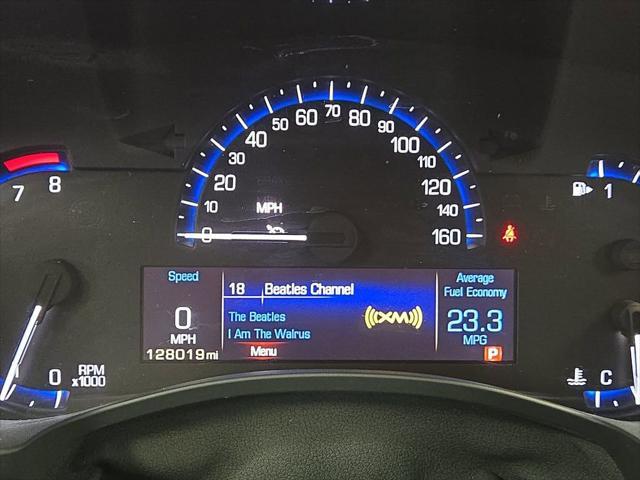 70
60 80
50 90
40 100
30 110
20 120
10 140
0 MPH 160
7 8
1
0 RPM
x1000
C
Speed
0
MPH
128019 mi
18 Beatles Channel
The Beatles
I Am The Walrus
Menu
((((XM))))
Average
Fuel Economy
23.3
MPG
P